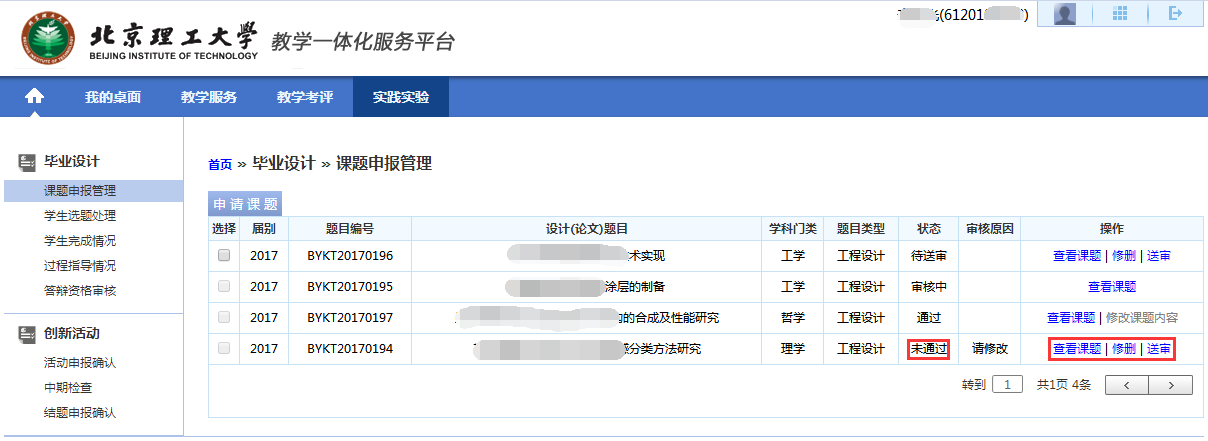 (61201
北京理工大学
BEIJING INSTITUTE OF TECHNOLOGY
教学一体化服务平台
我的桌面 教学服务 教学考评 实践实验
毕业设计
课题申报管理
学生选题处理
学生完成情况
过程指导情况
答辩资格审核
创新活动
活动申报确认
中期检查
结题申报确认
首页 » 毕业设计 » 课题申报管理
申请课题
选择 届别 题目编号 设计(论文)题目 学科门类 题目类型 状态 审核原因 操作
2017 BYKT20170196 术实现 工学 工程设计 待送审 查看课题 | 修删 | 送审
2017 BYKT20170195 涂层的制备 工学 工程设计 审核中 查看课题
2017 BYKT20170197 的合成及性能研究 哲学 工程设计 通过 查看课题 | 修改课题内容
2017 BYKT20170194 分类方法研究 理学 工程设计 未通过 请修改 查看课题 | 修删 | 送审
转到 1 共1页 4条 < >